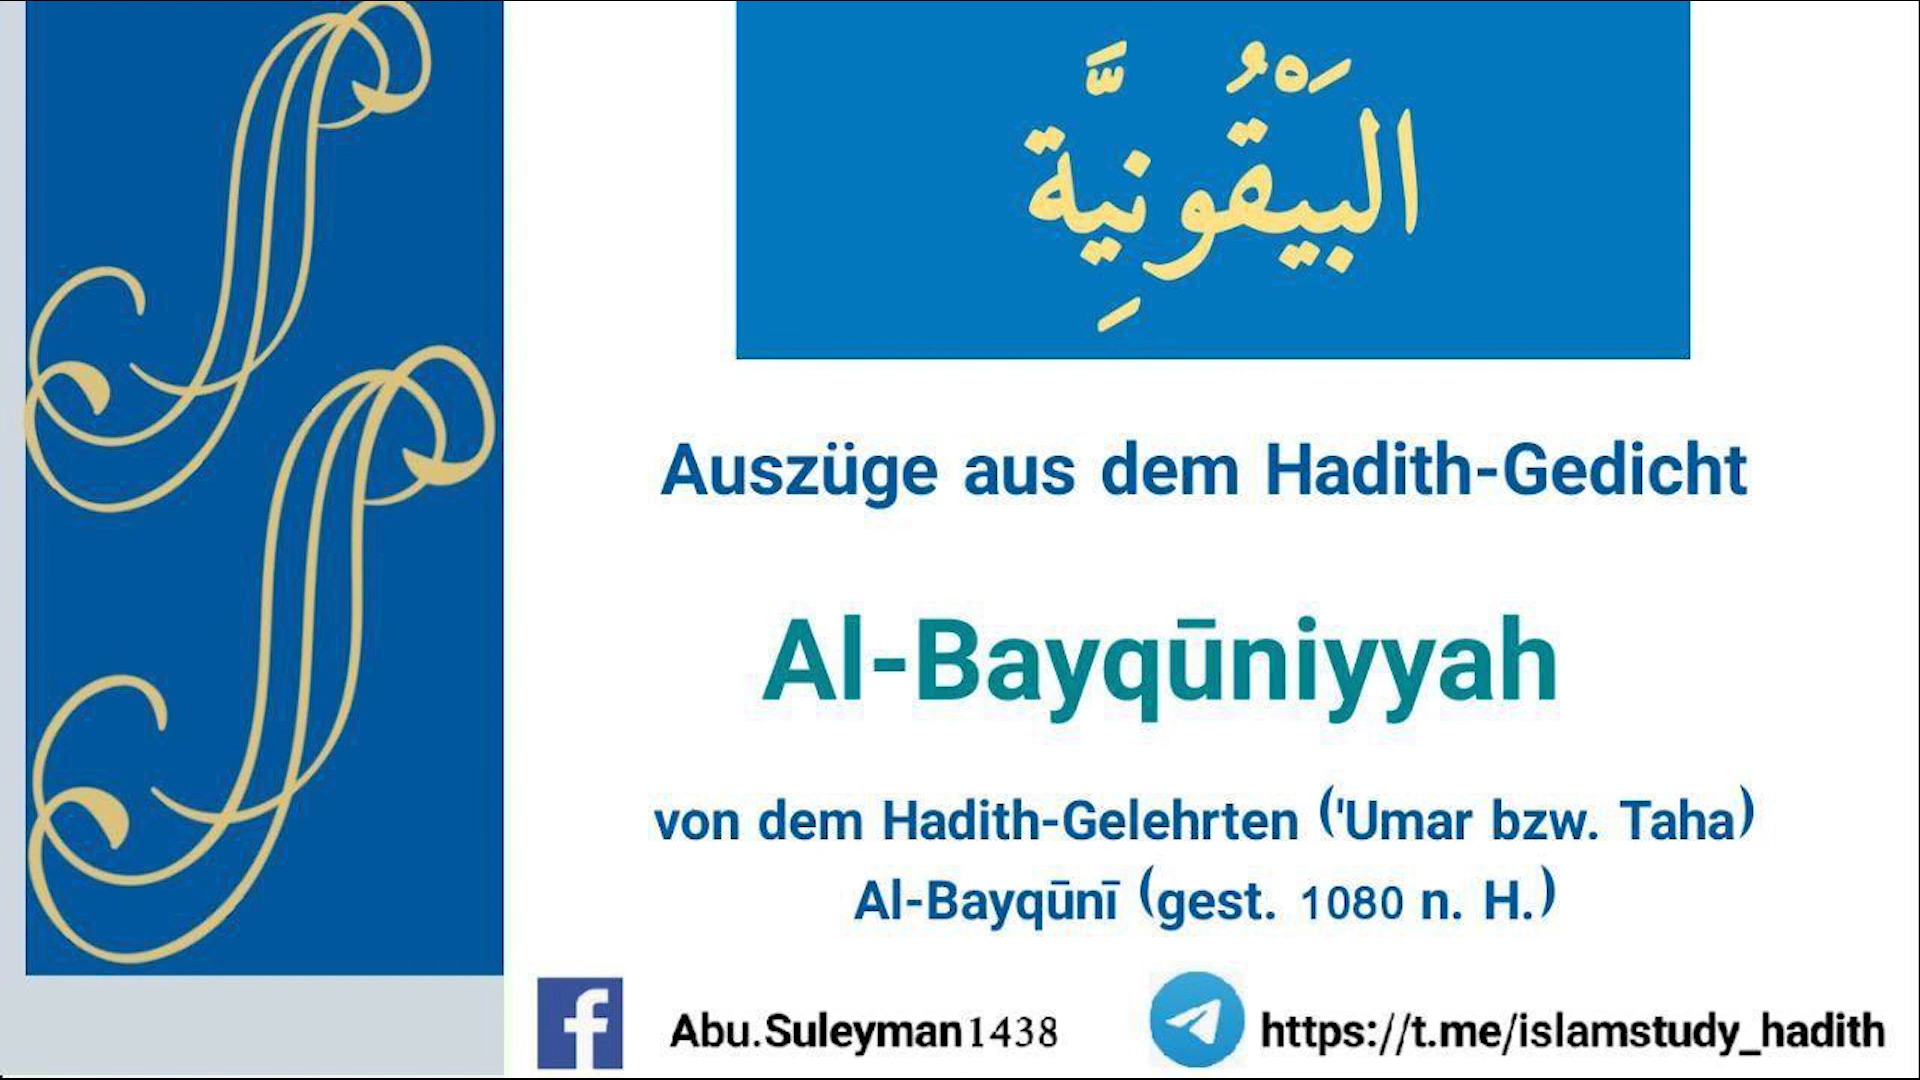 البَيْقُونِيَّة
Auszüge aus dem Hadith-Gedicht
Al-Bayqūniyyah
von dem Hadith-Gelehrten ('Umar bzw. Taha)
Al-Bayqūnī (gest. 1080 n. H.)
Abu.Suleyman1438
https://t.me/islamstudy_hadith